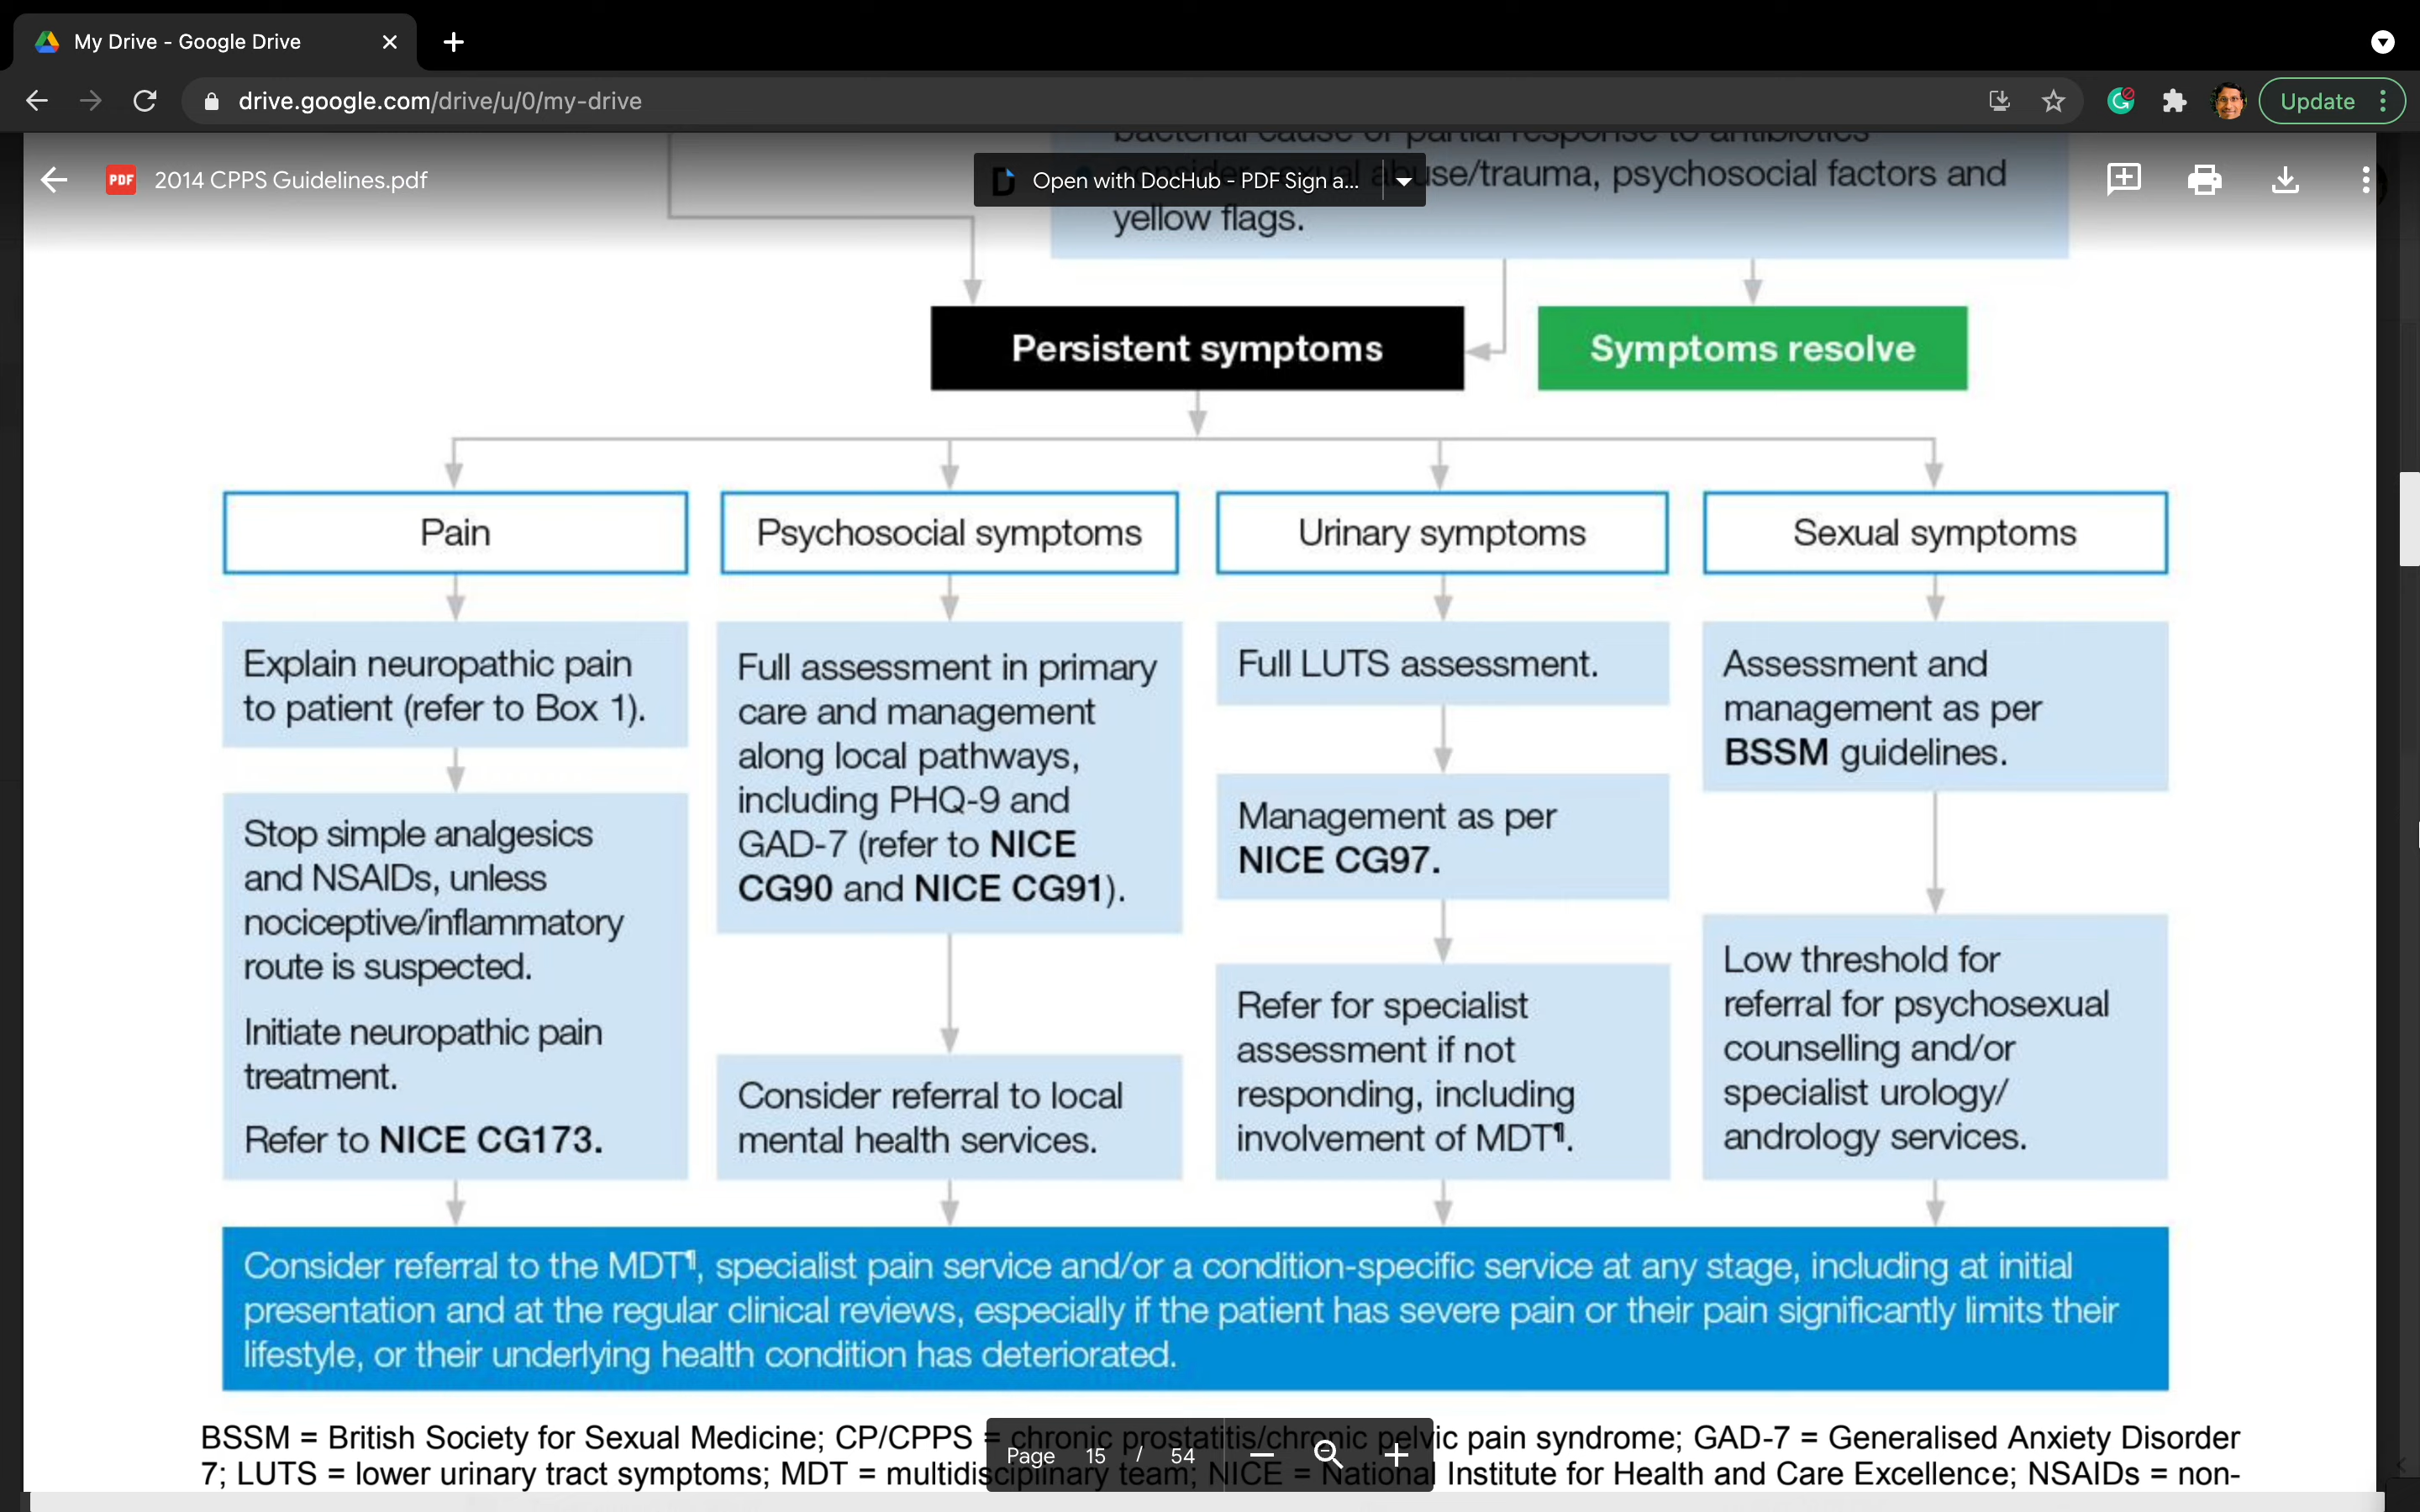 My Drive - Google Drive
drive.google.com/drive/u/0/my-drive
Update
bacterial cause or partial response to antibiotics
PDF 2014 CPPS Guidelines.pdf
Open with DocHub - PDF Sign a...
consider sexual abuse/trauma, psychosocial factors and
yellow flags.
Persistent symptoms
Symptoms resolve
Pain
Psychosocial symptoms
Urinary symptoms
Sexual symptoms
Explain neuropathic pain
to patient (refer to Box 1).
Stop simple analgesics
and NSAIDs, unless
nociceptive/inflammatory
route is suspected.
Initiate neuropathic pain
treatment.
Refer to NICE CG173.
Full assessment in primary
care and management
along local pathways,
including PHQ-9 and
GAD-7 (refer to NICE
CG90 and NICE CG91).
Consider referral to local
mental health services.
Full LUTS assessment.
Management as per
NICE CG97.
Refer for specialist
assessment if not
responding, including
involvement of MDT¶.
Assessment and
management as per
BSSM guidelines.
Low threshold for
referral for psychosexual
counselling and/or
specialist urology/
andrology services.
Consider referral to the MDT¶, specialist pain service and/or a condition-specific service at any stage, including at initial
presentation and at the regular clinical reviews, especially if the patient has severe pain or their pain significantly limits their
lifestyle, or their underlying health condition has deteriorated.
BSSM = British Society for Sexual Medicine; CP/CPPS = chronic prostatitis/chronic pelvic pain syndrome; GAD-7 = Generalised Anxiety Disorder
7; LUTS = lower urinary tract symptoms; MDT = multidisciplinary team; NICE = National Institute for Health and Care Excellence; NSAIDs = non-
Page 15 / 54